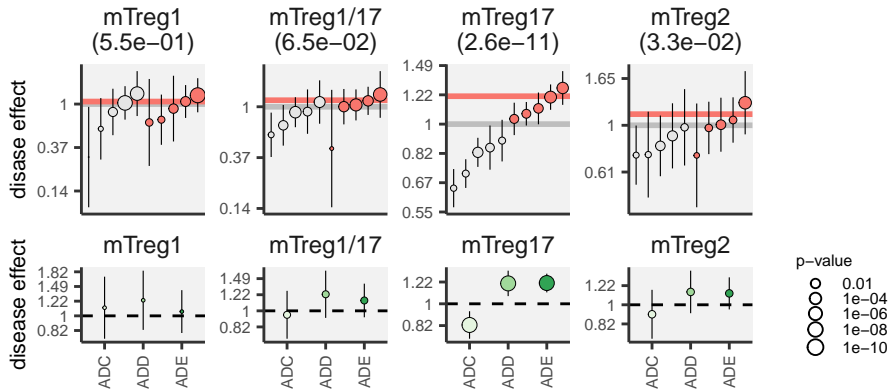 mTreg1 mTreg1/17 mTreg17 mTreg2
(5.5e−01) (6.5e−02) (2.6e−11) (3.3e−02)
disase effect
1
0.37
0.14
1
0.37
0.14
1.49
1.22
1
0.82
0.67
0.55
1.65
1
0.61
mTreg1 mTreg1/17 mTreg17 mTreg2
disease effect
1.82
1.49
1.22
1
0.82
1.49
1.22
1
0.82
1.22
1
0.82
1.22
1
0.82
ADC ADD ADE ADC ADD ADE ADC ADD ADE ADC ADD ADE
p−value
0.01
1e−04
1e−06
1e−08
1e−10